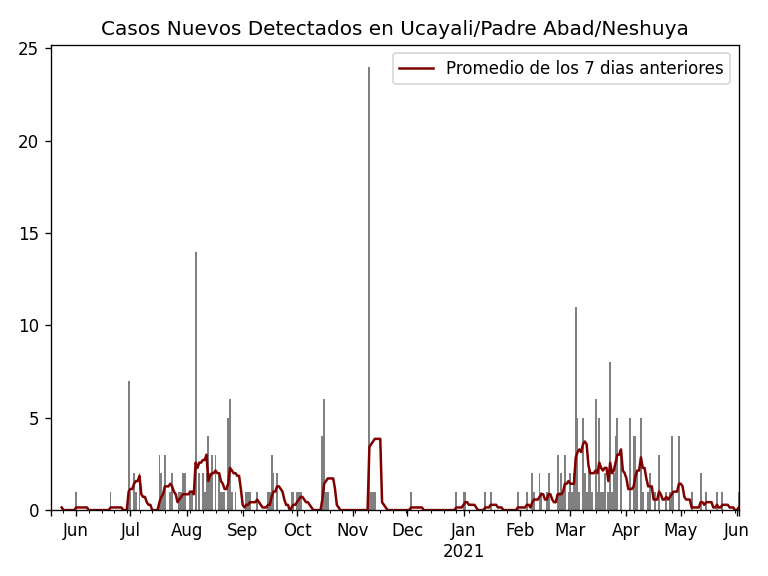 Casos Nuevos Detectados en Ucayali/Padre Abad/Neshuya
Promedio de los 7 dias anteriores
25
20
15
10
5
0
Jun Jul Aug Sep Oct Nov Dec Jan Feb Mar Apr May Jun
2021